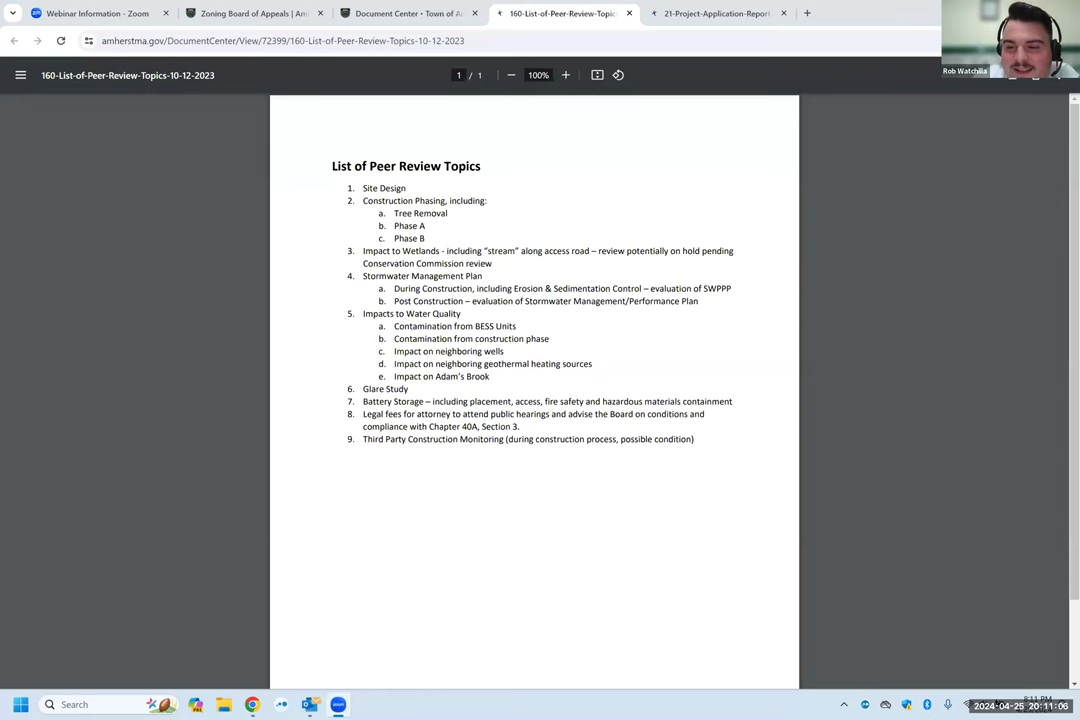 Webinar Information - Zoom
Zoning Board of Appeals | Am
Document Center • Town of A
160-List-of-Peer-Review-Topic
21-Project-Application-Report
amherstma.gov/DocumentCenter/View/72399/160-List-of-Peer-Review-Topics-10-12-2023
Rob Watchilla
160-List-of-Peer-Review-Topics-10-12-2023
1 / 1
100%
List of Peer Review Topics
1. Site Design
2. Construction Phasing, including:
a. Tree Removal
b. Phase A
c. Phase B
3. Impact to Wetlands - including “stream” along access road – review potentially on hold pending
Conservation Commission review
4. Stormwater Management Plan
a. During Construction, including Erosion & Sedimentation Control – evaluation of SWPPP
b. Post Construction – evaluation of Stormwater Management/Performance Plan
5. Impacts to Water Quality
a. Contamination from BESS Units
b. Contamination from construction phase
c. Impact on neighboring wells
d. Impact on neighboring geothermal heating sources
e. Impact on Adam’s Brook
6. Glare Study
7. Battery Storage – including placement, access, fire safety and hazardous materials containment
8. Legal fees for attorney to attend public hearings and advise the Board on conditions and
compliance with Chapter 40A, Section 3.
9. Third Party Construction Monitoring (during construction process, possible condition)
Search
8:11 PM
2024-04-25 20:11:06